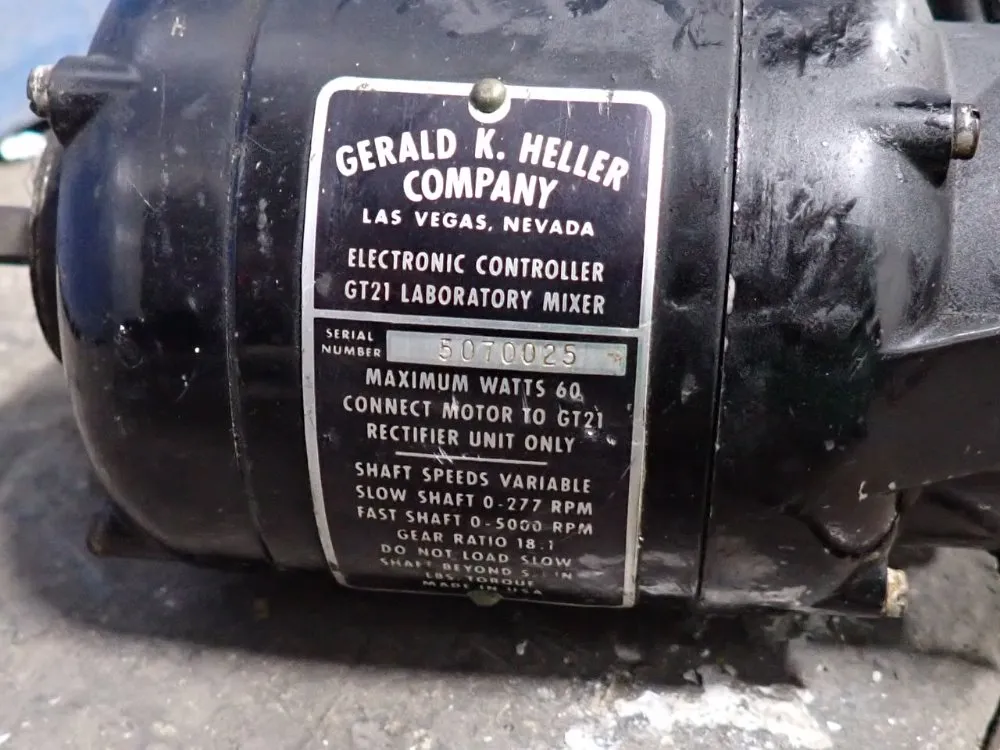 GERALD K. HELLER
COMPANY
LAS VEGAS, NEVADA
ELECTRONIC CONTROLLER
GT21 LABORATORY MIXER
SERIAL
NUMBER 5070025
MAXIMUM WATTS 60
CONNECT MOTOR TO GT21
RECTIFIER UNIT ONLY
SHAFT SPEEDS VARIABLE
SLOW SHAFT 0-277 RPM
FAST SHAFT 0-5000 RPM
GEAR RATIO 18.1
DO NOT LOAD SLOW
SHAFT BEYOND IN
LBS. TORQUE
MADE IN USA